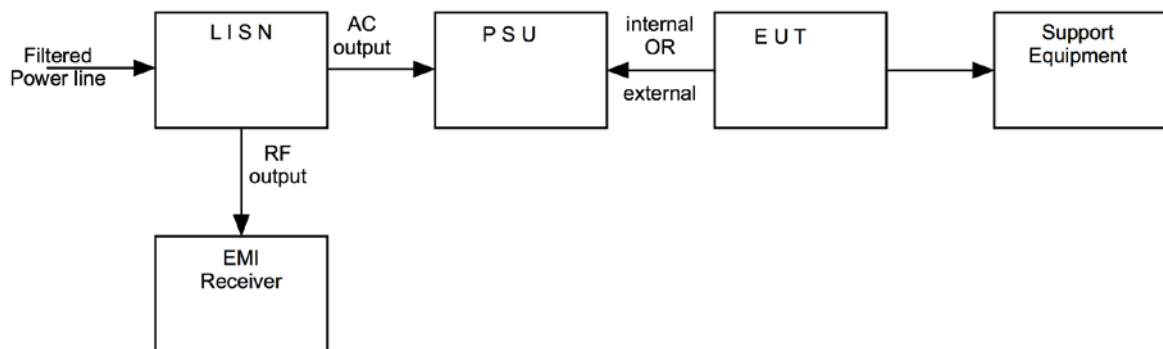 Filtered
Power line
L I S N
AC
output
P S U
internal
OR
external
E U T
Support
Equipment
RF
output
EMI
Receiver